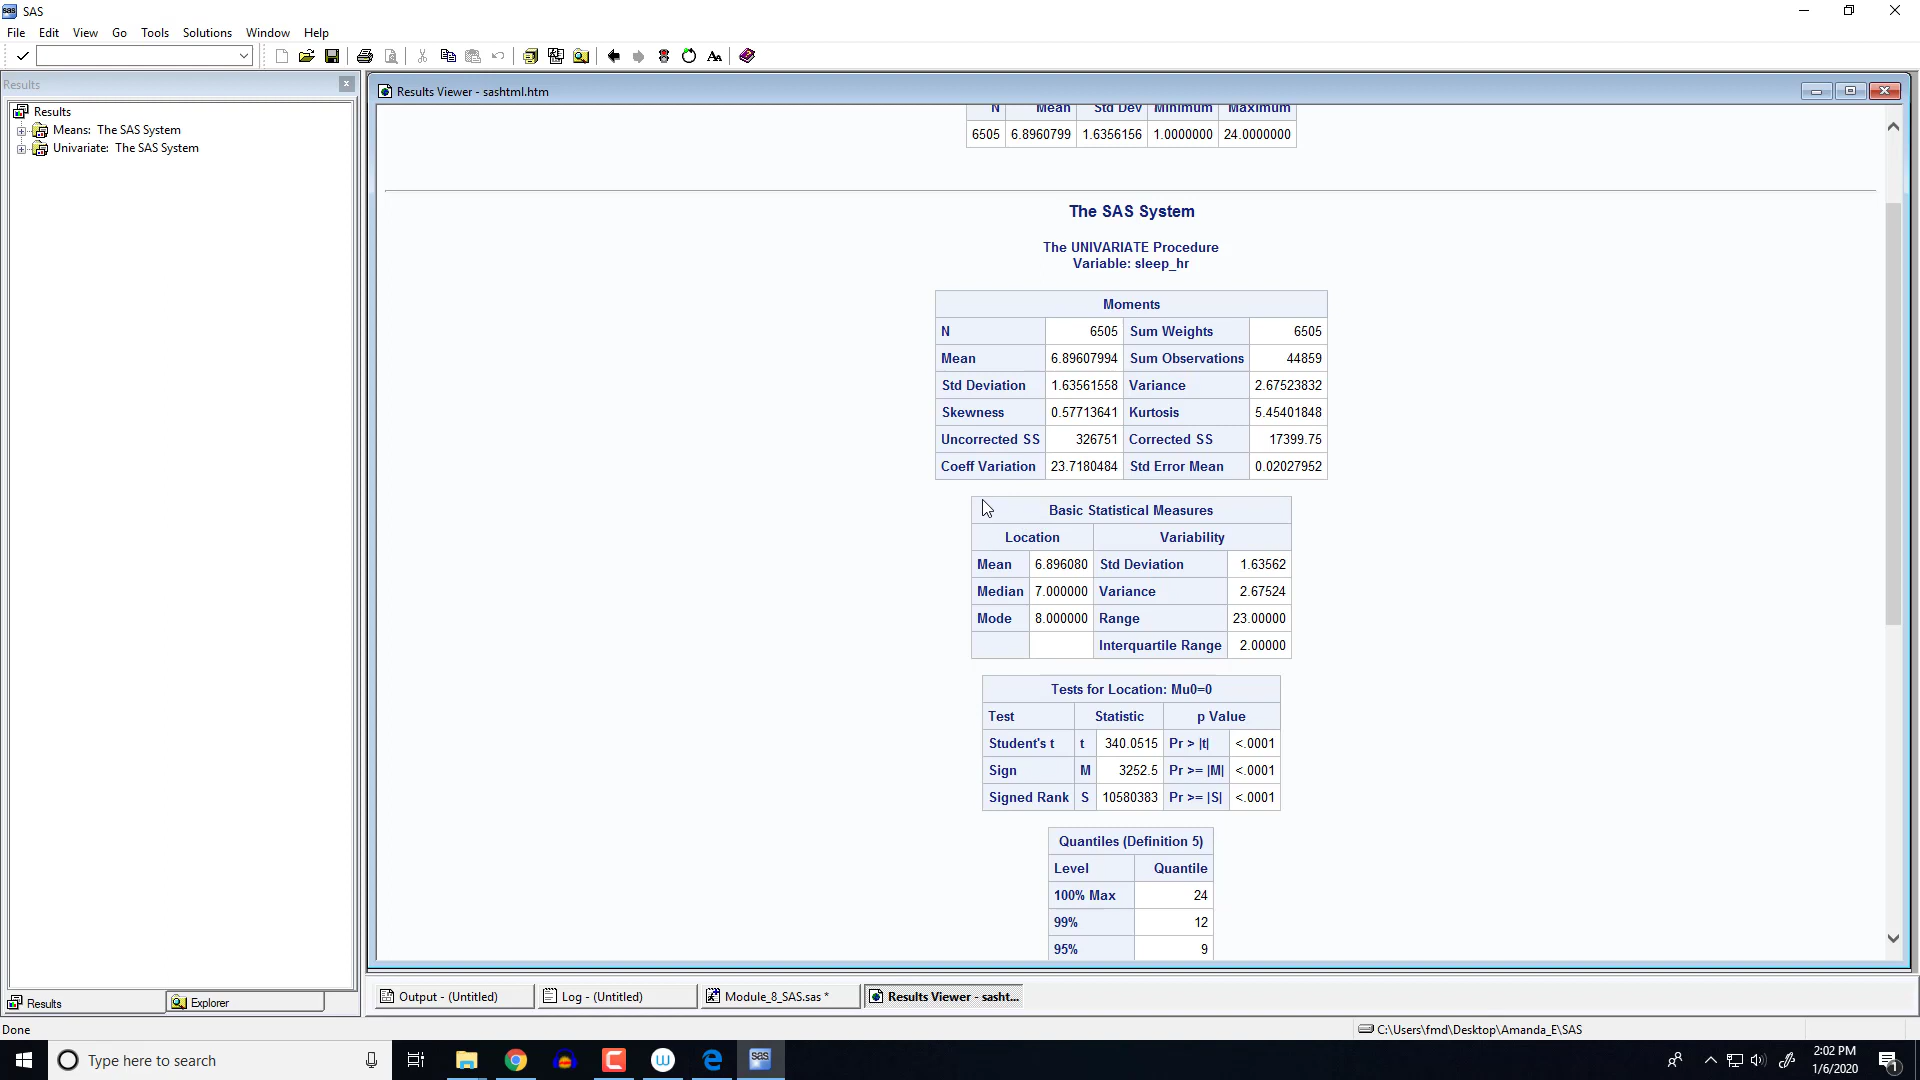 SAS
File Edit View Go Tools Solutions Window Help
Results
Results
Means: The SAS System
Univariate: The SAS System
Results Explorer
Results Viewer - sashtml.htm
N Mean Std Dev Minimum Maximum
6505 6.8960799 1.6356156 1.0000000 24.0000000
The SAS System
The UNIVARIATE Procedure
Variable: sleep_hr
Moments
N 6505 Sum Weights 6505
Mean 6.89607994 Sum Observations 44859
Std Deviation 1.63561558 Variance 2.67523832
Skewness 0.57713641 Kurtosis 5.45401848
Uncorrected SS 326751 Corrected SS 17399.75
Coeff Variation 23.7180484 Std Error Mean 0.02027952
Basic Statistical Measures
Location Variability
Mean 6.896080 Std Deviation 1.63562
Median 7.000000 Variance 2.67524
Mode 8.000000 Range 23.00000
Interquartile Range 2.00000
Tests for Location: Mu0=0
Test Statistic p Value
Student's t t 340.0515 Pr > |t| <.0001
Sign M 3252.5 Pr >= |M| <.0001
Signed Rank S 10580383 Pr >= |S| <.0001
Quantiles (Definition 5)
Level Quantile
100% Max 24
99% 12
95% 9
Output - (Untitled) Log - (Untitled) Module_8_SAS.sas * Results Viewer - sasht...
Done C:\Users\fmd\Desktop\Amanda_E\SAS
Type here to search
2:02 PM
1/6/2020